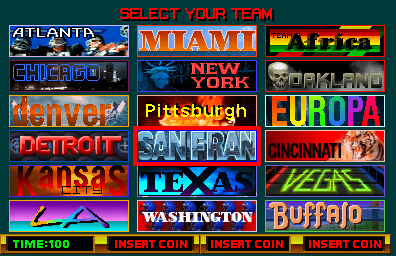 SELECT YOUR TEAM
ATLANTA
MIAMI
TEAM
Africa
CHICAGO
NEW
YORK
OAKLAND
denver
Pittsburgh
EUROPA
DETROIT
SAN FRAN
CINCINNATI
Kansas
CITY
TEXAS
VEGAS
LA
WASHINGTON
Buffalo
TIME:100
INSERT COIN
INSERT COIN
INSERT COIN